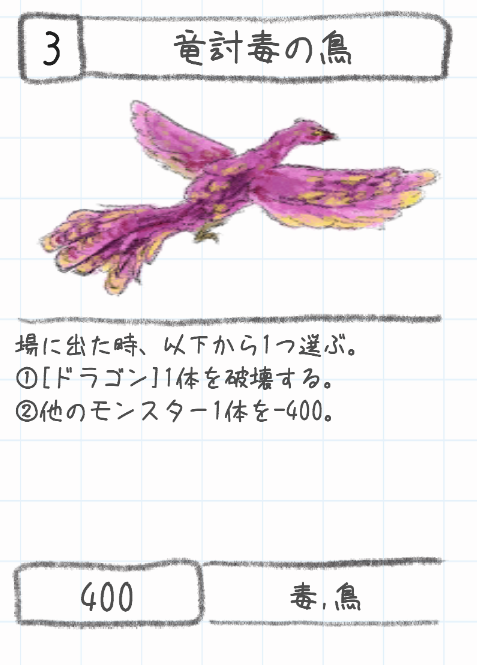 3
竜討毒の鳥
場に出た時、以下から1つ選ぶ。
①[ドラゴン]1体を破壊する。
②他のモンスター1体を-400。
400
毒,鳥